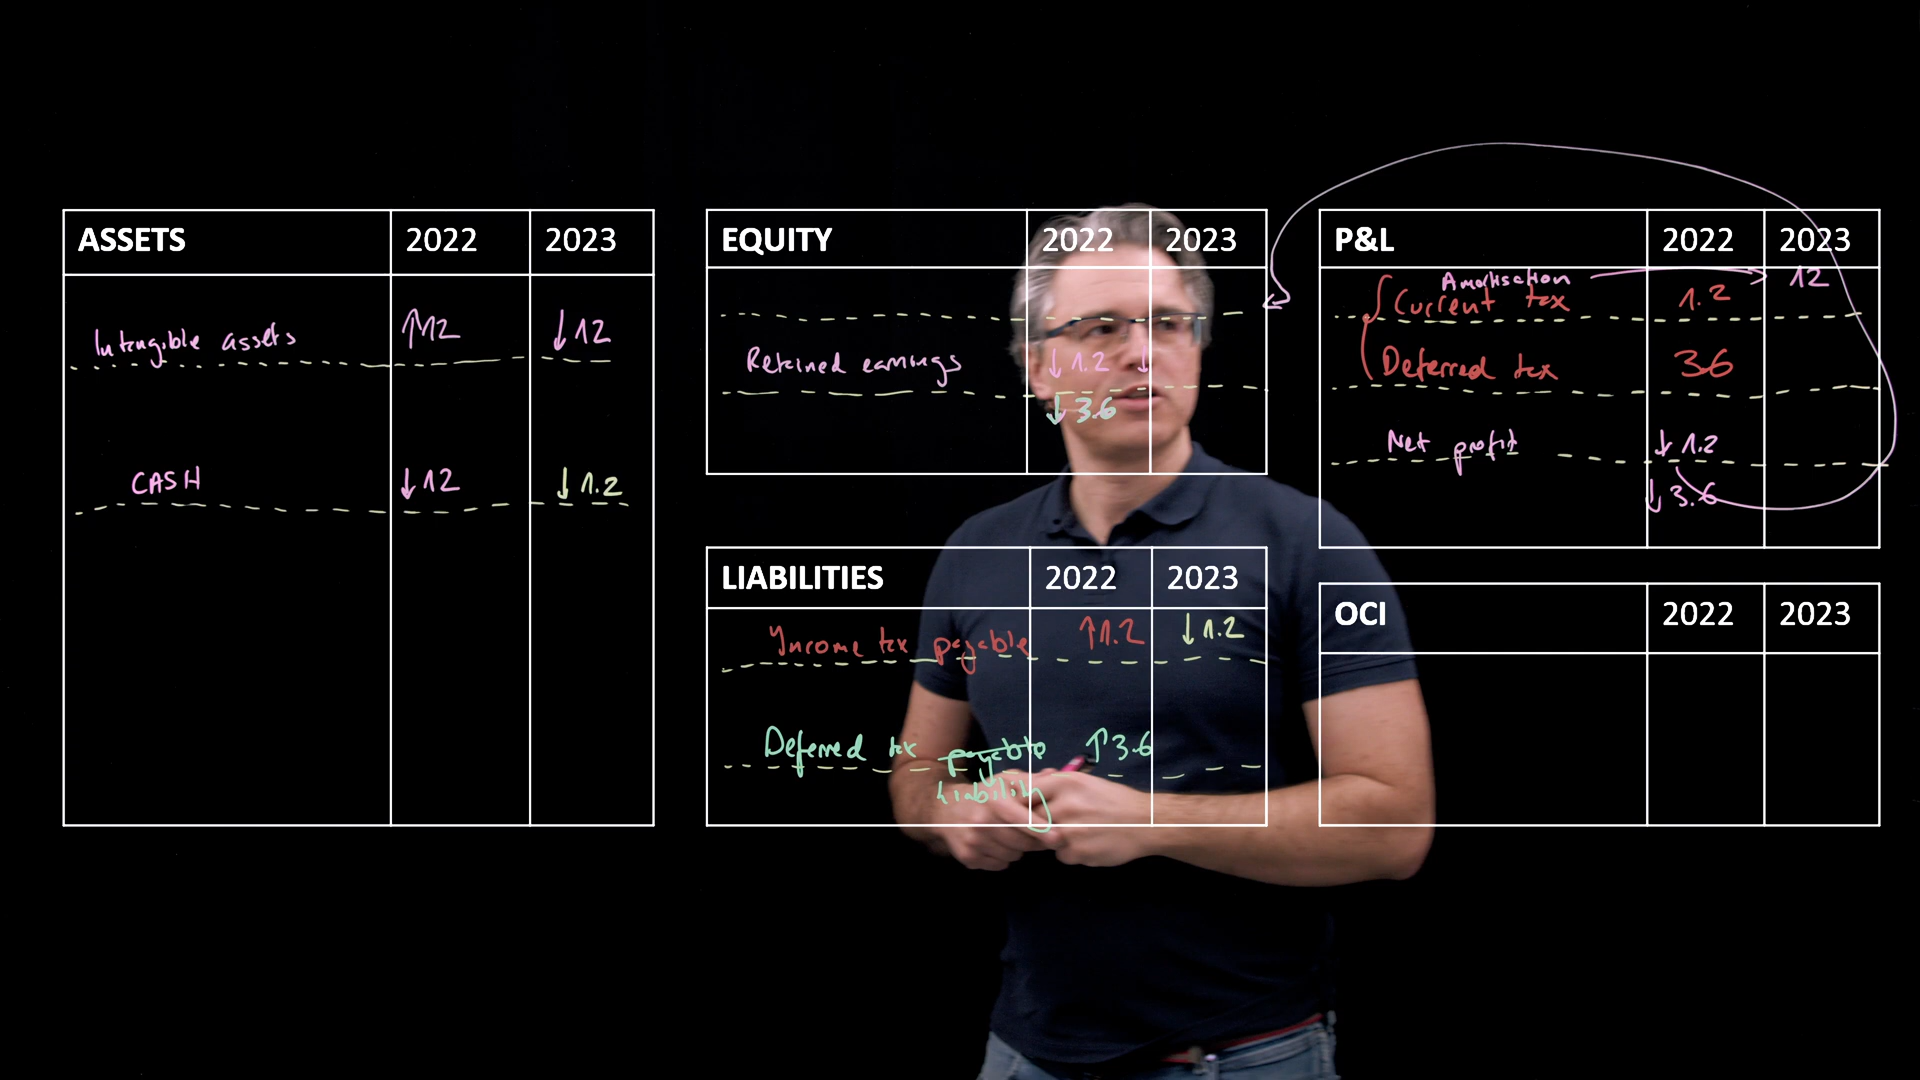 ASSETS 2022 2023
Intangible assets ↑12 ↓12
CASH ↓12 ↓1.2
EQUITY 2022 2023
Retained earnings ↓1.2 ↓
↓3.6
LIABILITIES 2022 2023
Income tax payable ↑1.2 ↓1.2
Deferred tax payable ↑3.6
liability
P&L 2022 2023
Amortisation 12
Current tax 1.2
Deferred tax 3.6
Net profit ↓1.2
↓3.6
OCI 2022 2023